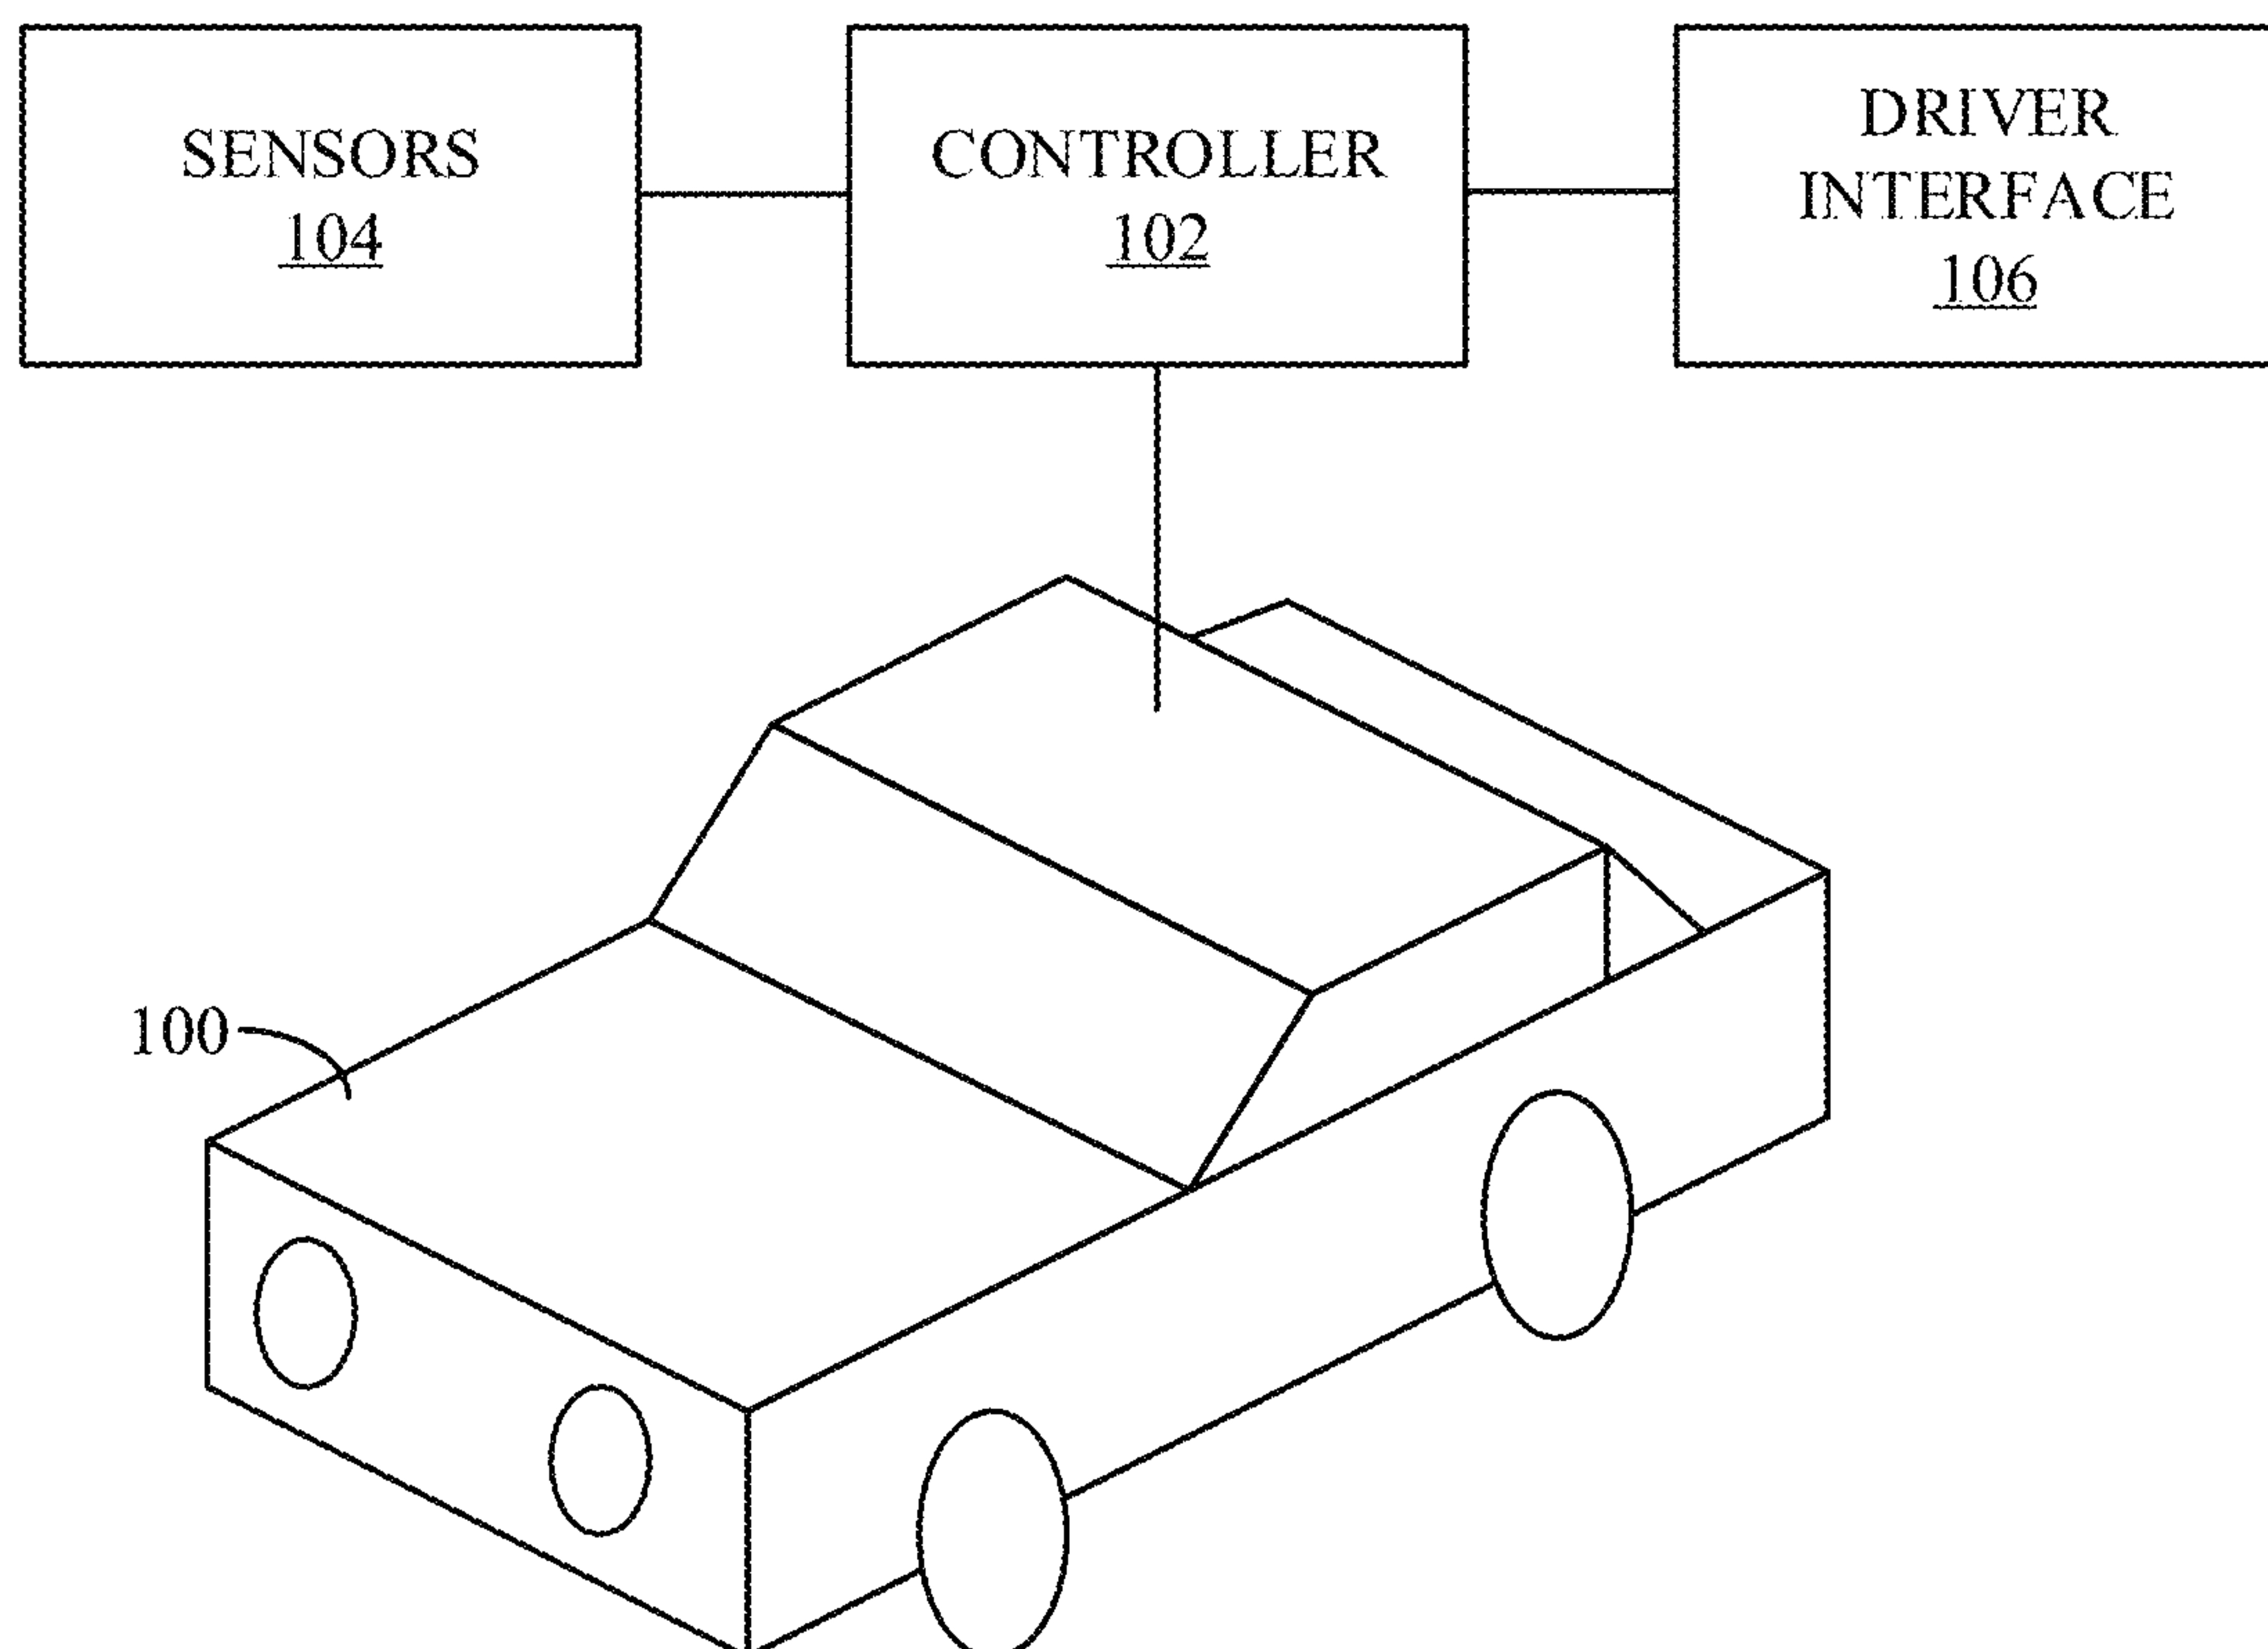 SENSORS
104
CONTROLLER
102
DRIVER
INTERFACE
106
100